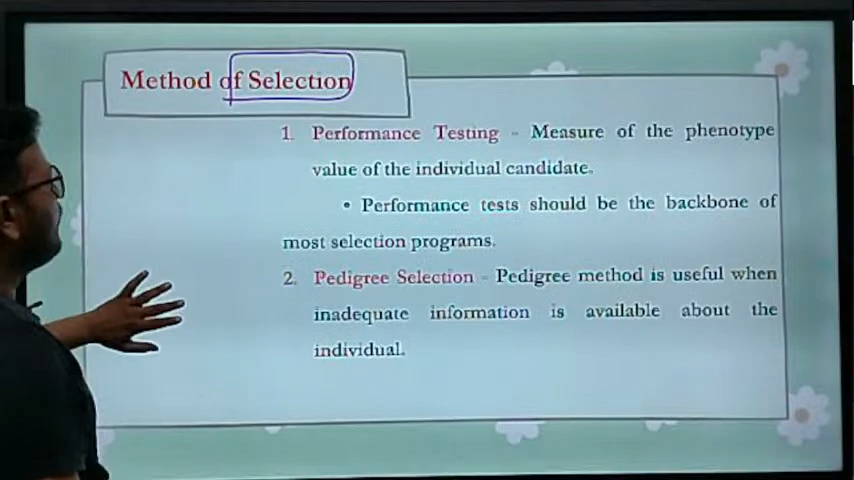 Method of Selection
1. Performance Testing - Measure of the phenotype
value of the individual candidate.
• Performance tests should be the backbone of
most selection programs.
2. Pedigree Selection - Pedigree method is useful when
inadequate information is available about the
individual.